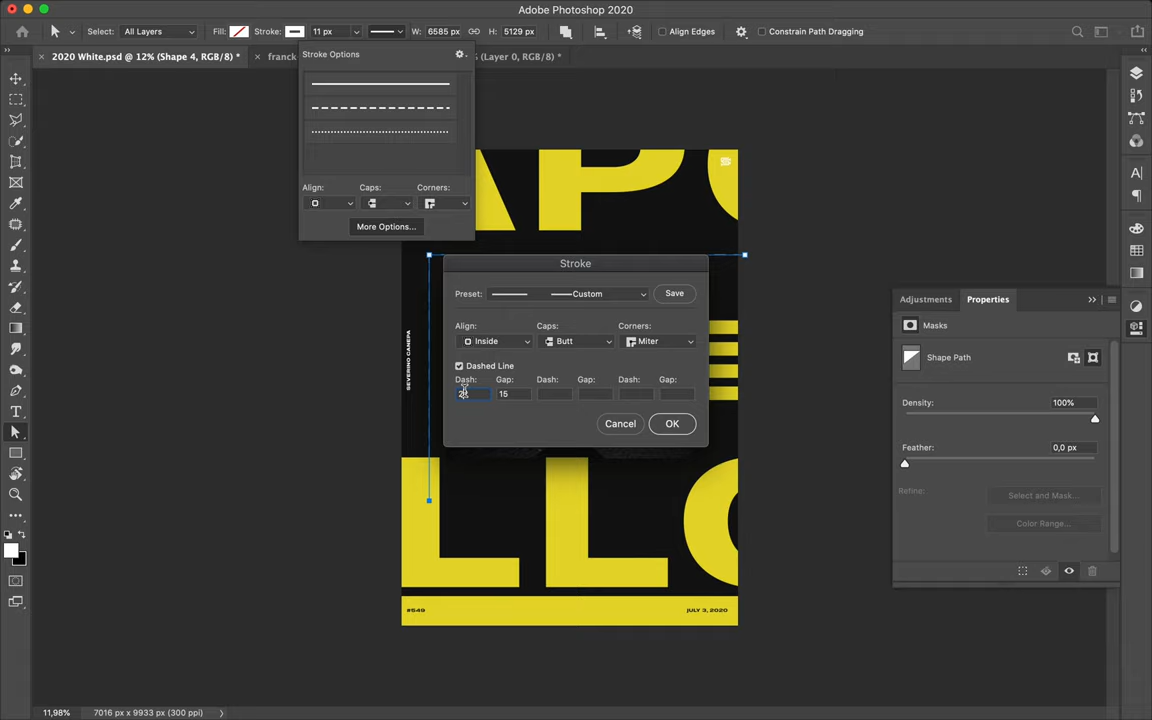 Adobe Photoshop 2020
Select: All Layers Fill: Stroke: 11 px W: 6585 px H: 5129 px Align Edges Constrain Path Dragging
2020 White.psd @ 12% (Shape 4, RGB/8) * franck (Layer 0, RGB/8) *
Stroke Options
Align: Caps: Corners:
More Options...
APO
Stroke
Preset: Custom Save
Align: Caps: Corners:
Inside Butt Miter
Dashed Line
Dash: Gap: Dash: Gap: Dash: Gap:
15
Cancel OK
SEVERINO CANEPA
LLO
#549 JULY 3, 2020
Adjustments Properties
Masks
Shape Path
Density: 100%
Feather: 0,0 px
Refine: Select and Mask...
Color Range...
11,98% 7016 px x 9933 px (300 ppi)